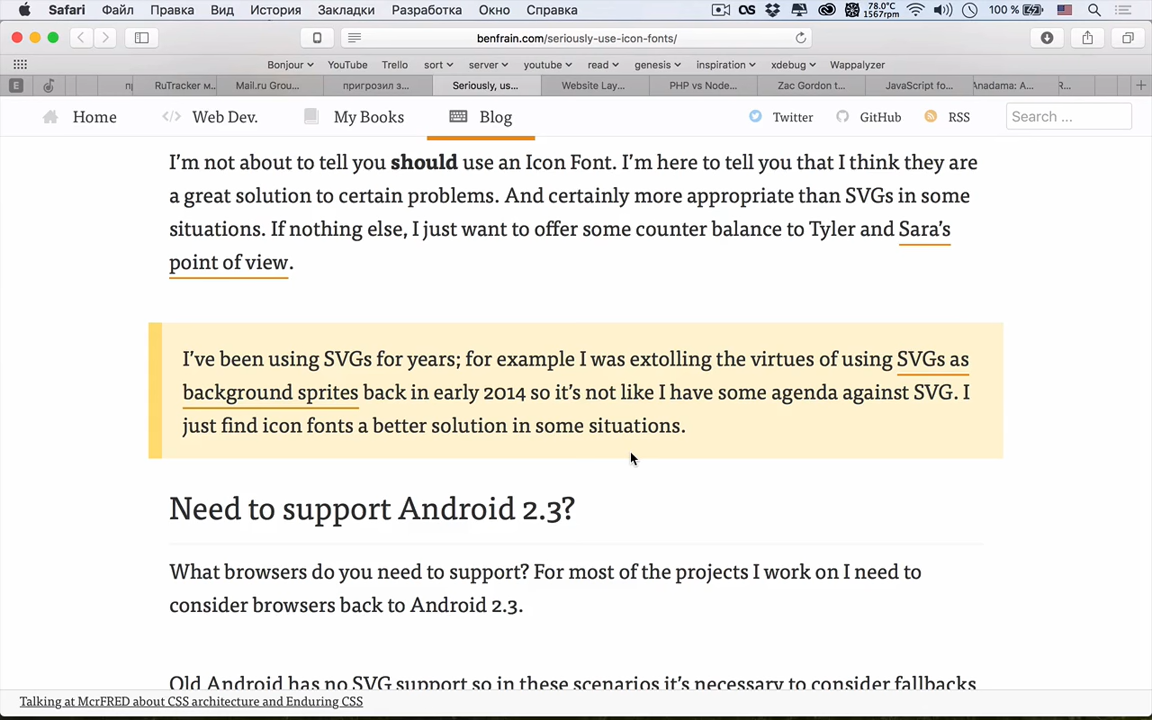 Safari Файл Правка Вид История Закладки Разработка Окно Справка 78.0°C 1567rpm 100 %
benfrain.com/seriously-use-icon-fonts/
Bonjour YouTube Trello sort server youtube read genesis inspiration xdebug Wappalyzer
E RuTracker м... Mail.ru Grou... пригрозил з... Seriously, us... Website Lay... PHP vs Node... Zac Gordon t... JavaScript fo... Anadama: A... R...
Home Web Dev. My Books Blog Twitter GitHub RSS Search ...
I’m not about to tell you should use an Icon Font. I’m here to tell you that I think they are
a great solution to certain problems. And certainly more appropriate than SVGs in some
situations. If nothing else, I just want to offer some counter balance to Tyler and Sara’s
point of view.
I’ve been using SVGs for years; for example I was extolling the virtues of using SVGs as
background sprites back in early 2014 so it’s not like I have some agenda against SVG. I
just find icon fonts a better solution in some situations.
Need to support Android 2.3?
What browsers do you need to support? For most of the projects I work on I need to
consider browsers back to Android 2.3.
Old Android has no SVG support so in these scenarios it’s necessary to consider fallbacks
Talking at McrFRED about CSS architecture and Enduring CSS